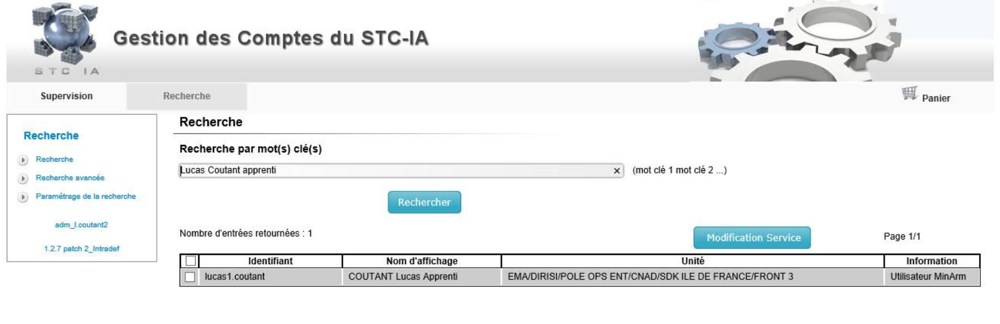 Gestion des Comptes du STC-IA
STC IA
Supervision
Recherche
Panier
Recherche
Recherche
Recherche avancée
Paramétrage de la recherche
adm_l.coutant2
1.2.7 patch 2_Intradef
Recherche
Recherche par mot(s) clé(s)
Lucas Coutant apprenti × (mot clé 1 mot clé 2 ...)
Rechercher
Nombre d'entrées retournées : 1
Modification Service
Page 1/1
Identifiant Nom d'affichage Unité Information
lucas1.coutant COUTANT Lucas Apprenti EMA/DIRISI/POLE OPS ENT/CNAD/SDK ILE DE FRANCE/FRONT 3 Utilisateur MinArm